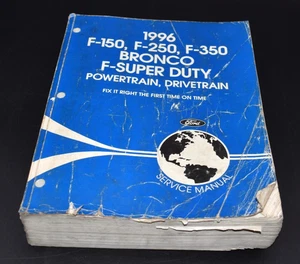 1996
F-150, F-250, F-350
BRONCO
F-SUPER DUTY
POWERTRAIN, DRIVETRAIN
FIX IT RIGHT THE FIRST TIME ON TIME
Ford
SERVICE MANUAL